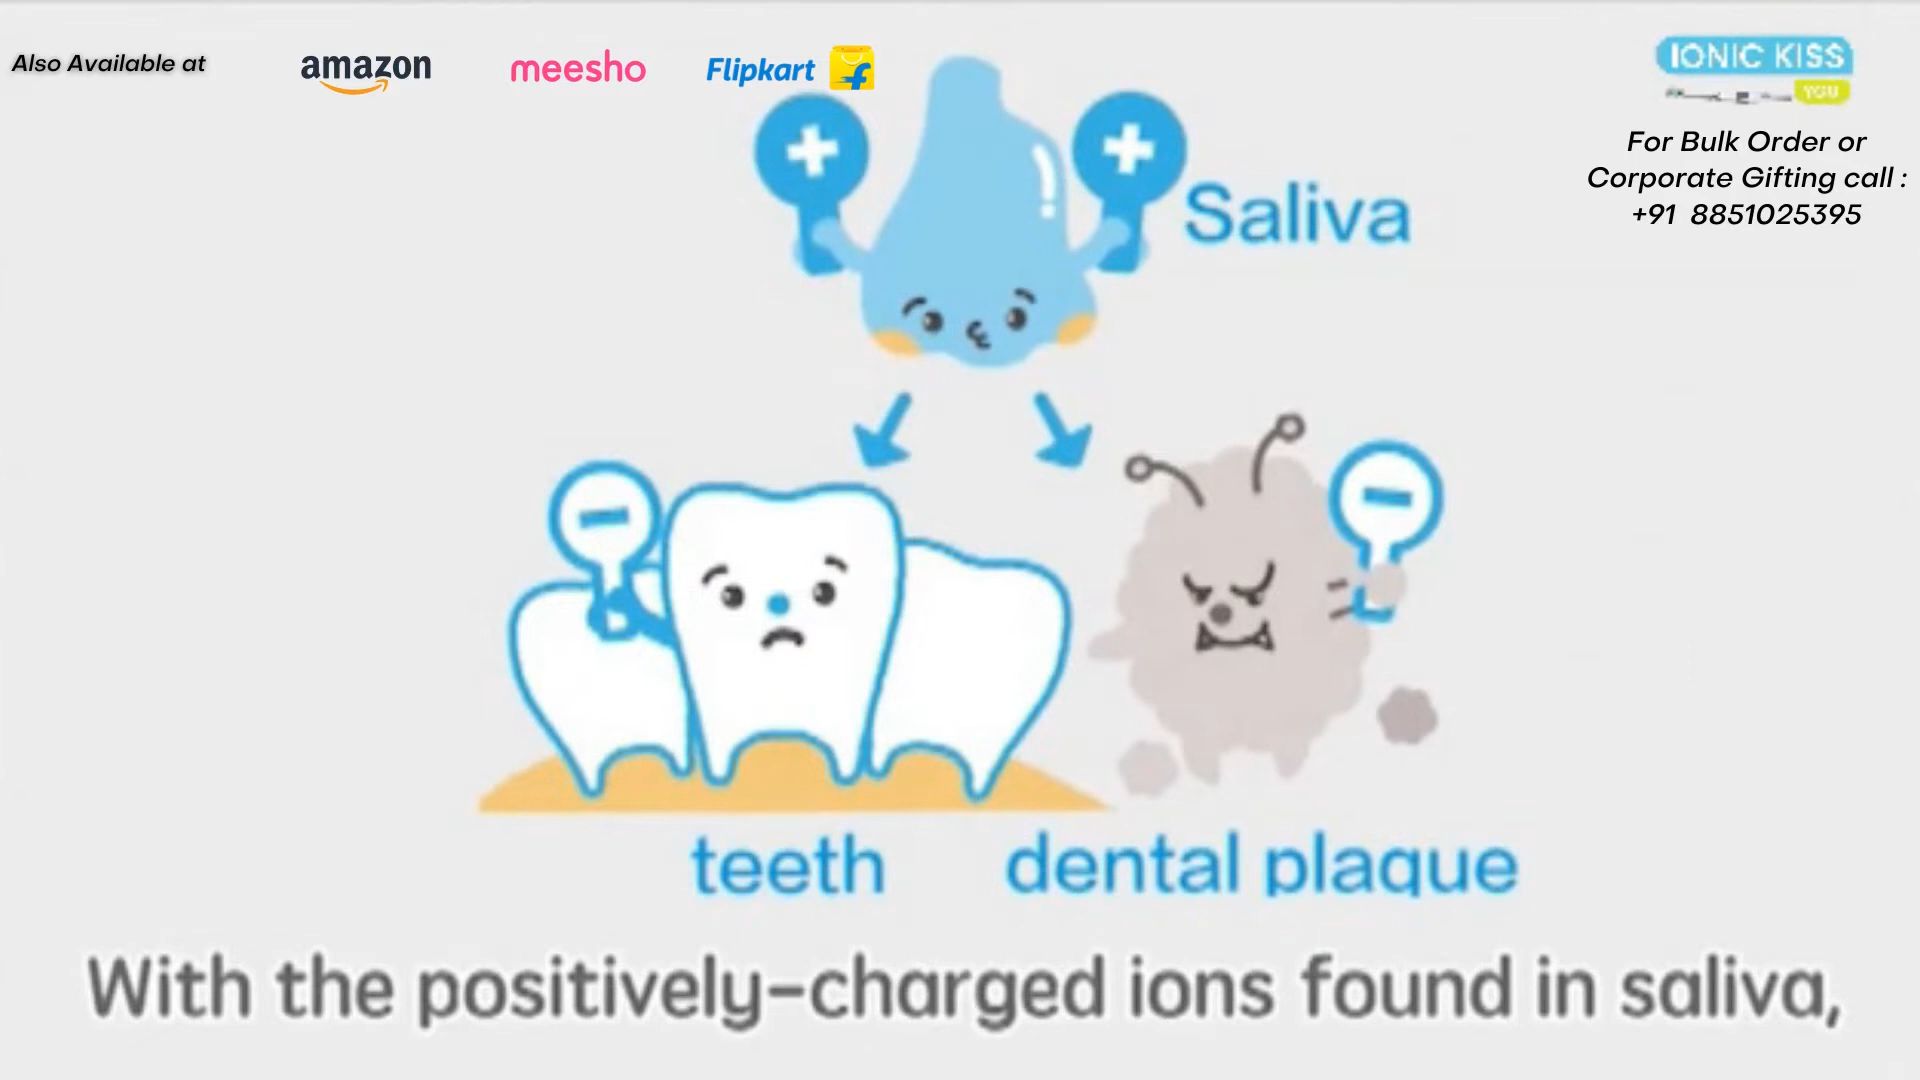 Also Available at
amazon
meesho
Flipkart
IONIC KISS
YOU
For Bulk Order or
Corporate Gifting call :
+91 8851025395
Saliva
teeth
dental plaque
With the positively-charged ions found in saliva,